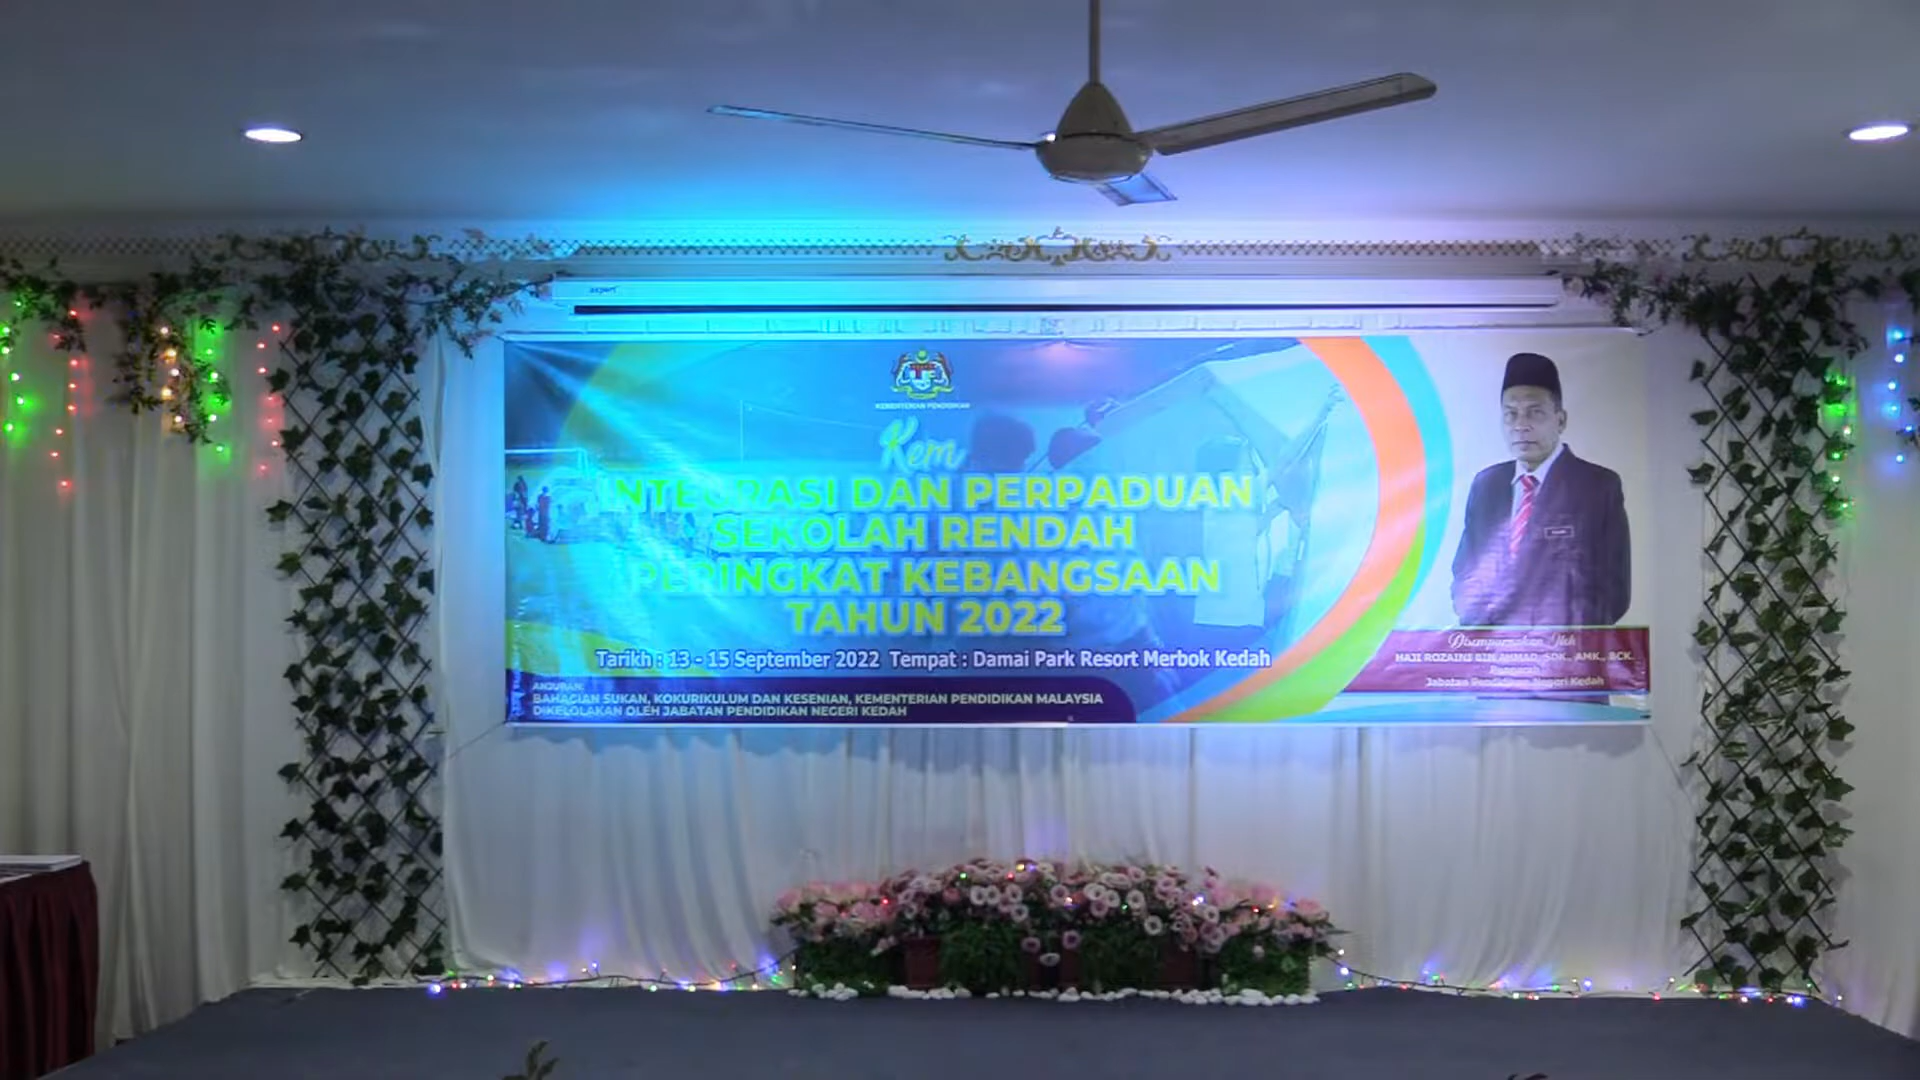 KEMENTERIAN PENDIDIKAN
Kem
INTEGRASI DAN PERPADUAN
SEKOLAH RENDAH
PERINGKAT KEBANGSAAN
TAHUN 2022
Tarikh : 13 - 15 September 2022 Tempat : Damai Park Resort Merbok Kedah
ANJURAN:
BAHAGIAN SUKAN, KOKURIKULUM DAN KESENIAN, KEMENTERIAN PENDIDIKAN MALAYSIA
DIKELOLAKAN OLEH JABATAN PENDIDIKAN NEGERI KEDAH
Disempurnakan Oleh
HAJI ROZAINI BIN AHMAD, SDK., AMK., BCK.
Pengarah
Jabatan Pendidikan Negeri Kedah